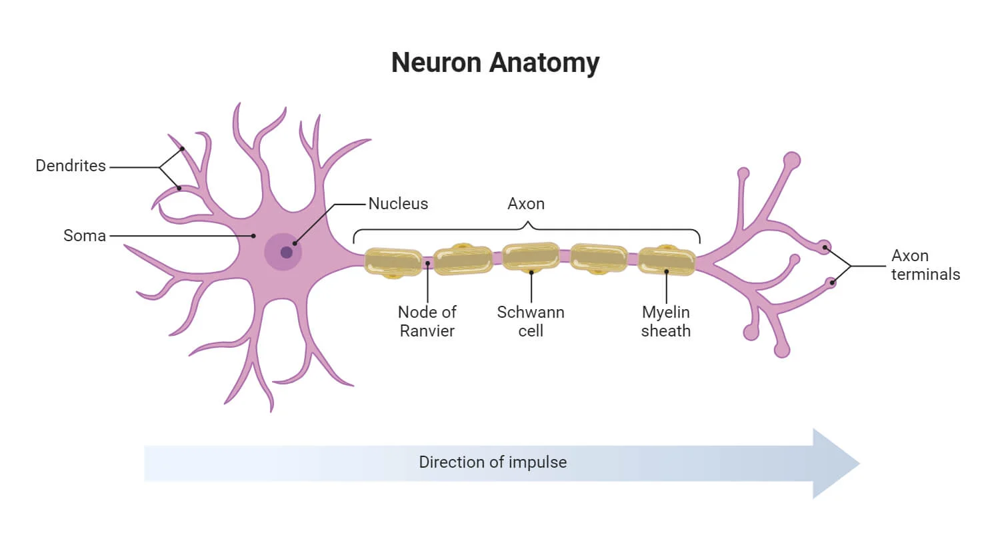 Neuron Anatomy
Dendrites
Soma
Nucleus
Axon
Node of
Ranvier
Schwann
cell
Myelin
sheath
Axon
terminals
Direction of impulse